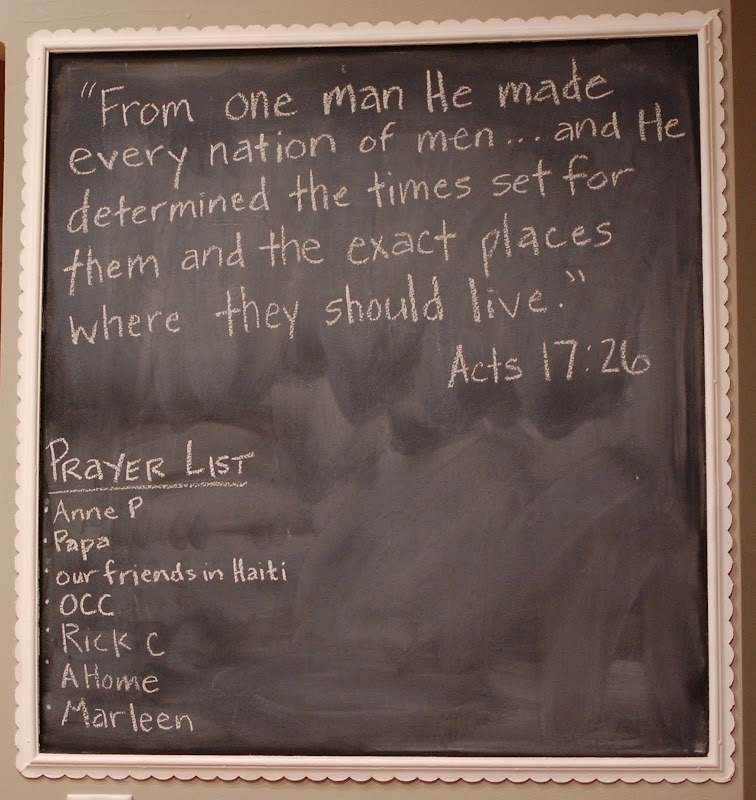 "From one man He made
every nation of men... and He
determined the times set for
them and the exact places
where they should live."
Acts 17:26
PRAYER LIST
· Anne P
· Papa
· our friends in Haiti
· OCC
· Rick C
· A Home
· Marleen